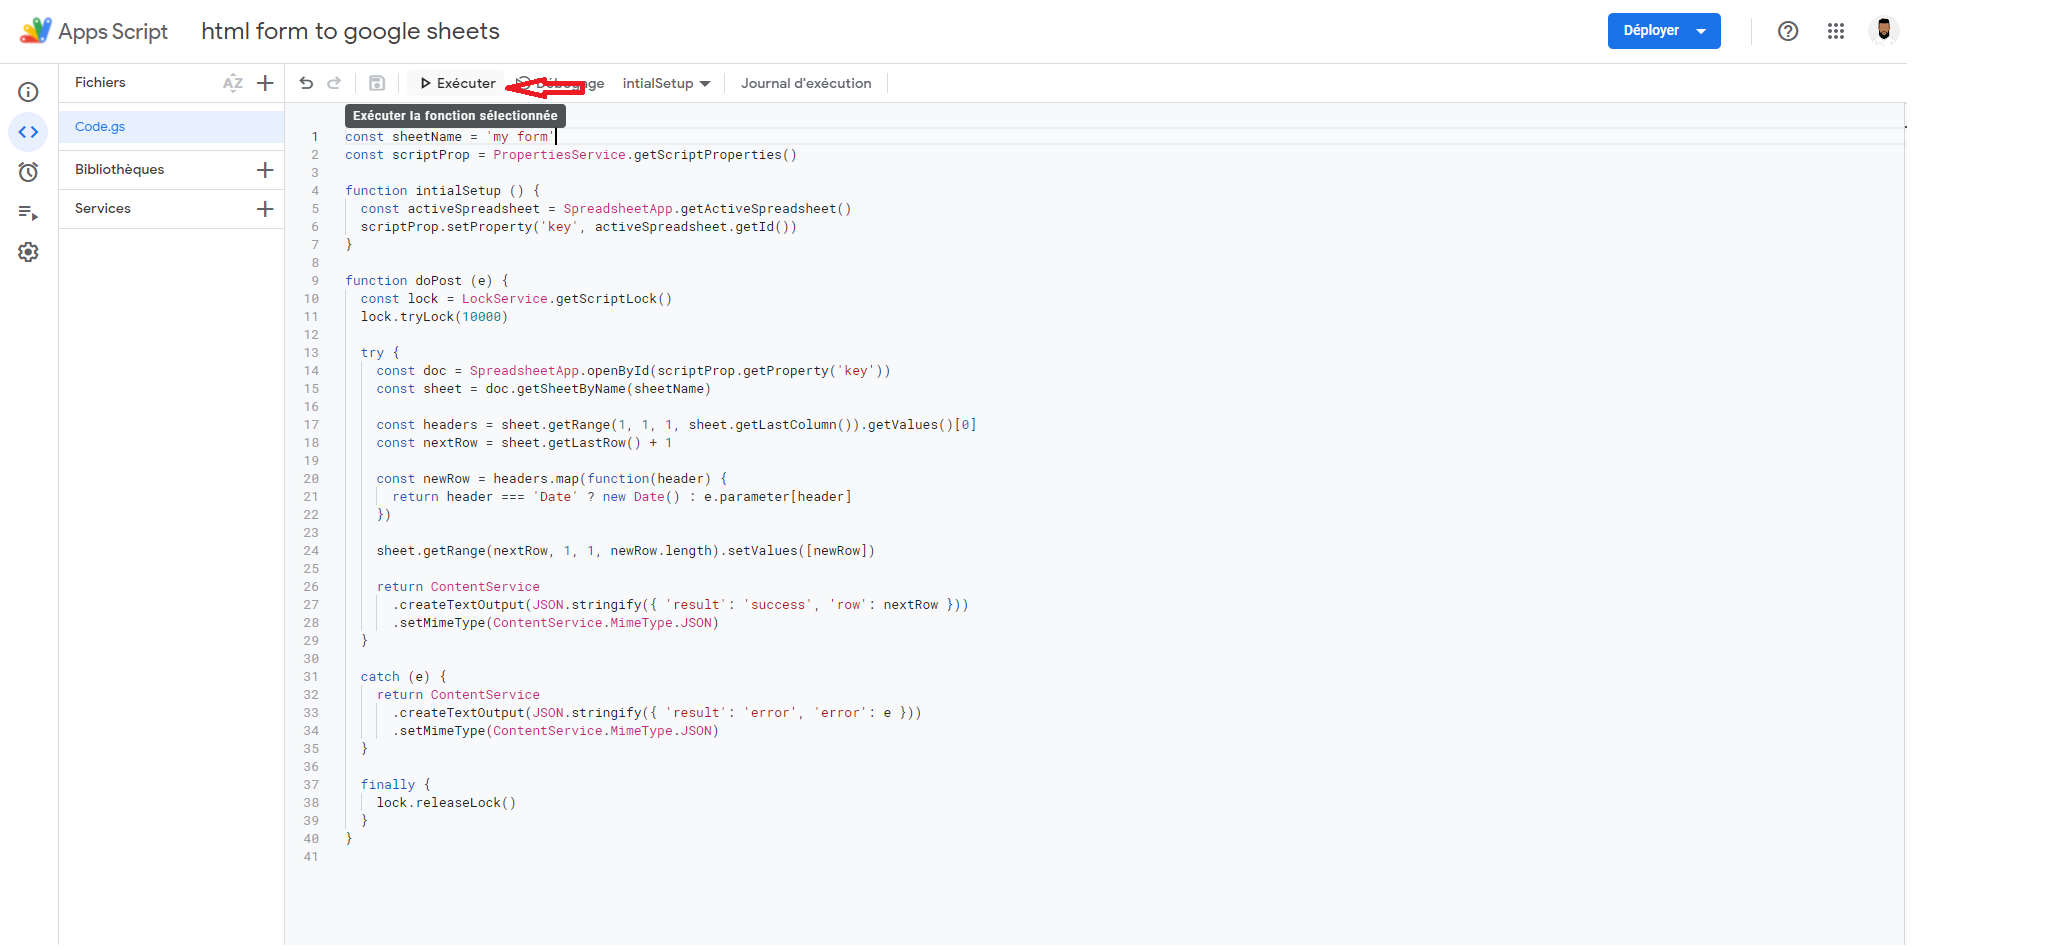 Apps Script html form to google sheets Déployer
Fichiers AZ Exécuter intialSetup Journal d'exécution
Exécuter la fonction sélectionnée
Code.gs
Bibliothèques
Services
1 const sheetName = 'my form'
2 const scriptProp = PropertiesService.getScriptProperties()
3
4 function intialSetup () {
5 const activeSpreadsheet = SpreadsheetApp.getActiveSpreadsheet()
6 scriptProp.setProperty('key', activeSpreadsheet.getId())
7 }
8
9 function doPost (e) {
10 const lock = LockService.getScriptLock()
11 lock.tryLock(10000)
12
13 try {
14 const doc = SpreadsheetApp.openById(scriptProp.getProperty('key'))
15 const sheet = doc.getSheetByName(sheetName)
16
17 const headers = sheet.getRange(1, 1, 1, sheet.getLastColumn()).getValues()[0]
18 const nextRow = sheet.getLastRow() + 1
19
20 const newRow = headers.map(function(header) {
21 return header === 'Date' ? new Date() : e.parameter[header]
22 })
23
24 sheet.getRange(nextRow, 1, 1, newRow.length).setValues([newRow])
25
26 return ContentService
27 .createTextOutput(JSON.stringify({ 'result': 'success', 'row': nextRow }))
28 .setMimeType(ContentService.MimeType.JSON)
29 }
30
31 catch (e) {
32 return ContentService
33 .createTextOutput(JSON.stringify({ 'result': 'error', 'error': e }))
34 .setMimeType(ContentService.MimeType.JSON)
35 }
36
37 finally {
38 lock.releaseLock()
39 }
40 }
41